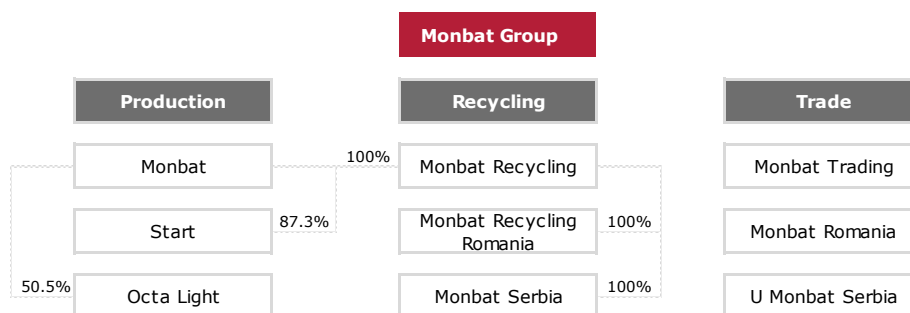 Monbat Group
Production
Recycling
Trade
Monbat
100%
Monbat Recycling
Monbat Trading
Start
87.3%
Monbat Recycling
Romania
100%
Monbat Romania
50.5%
Octa Light
Monbat Serbia
100%
U Monbat Serbia